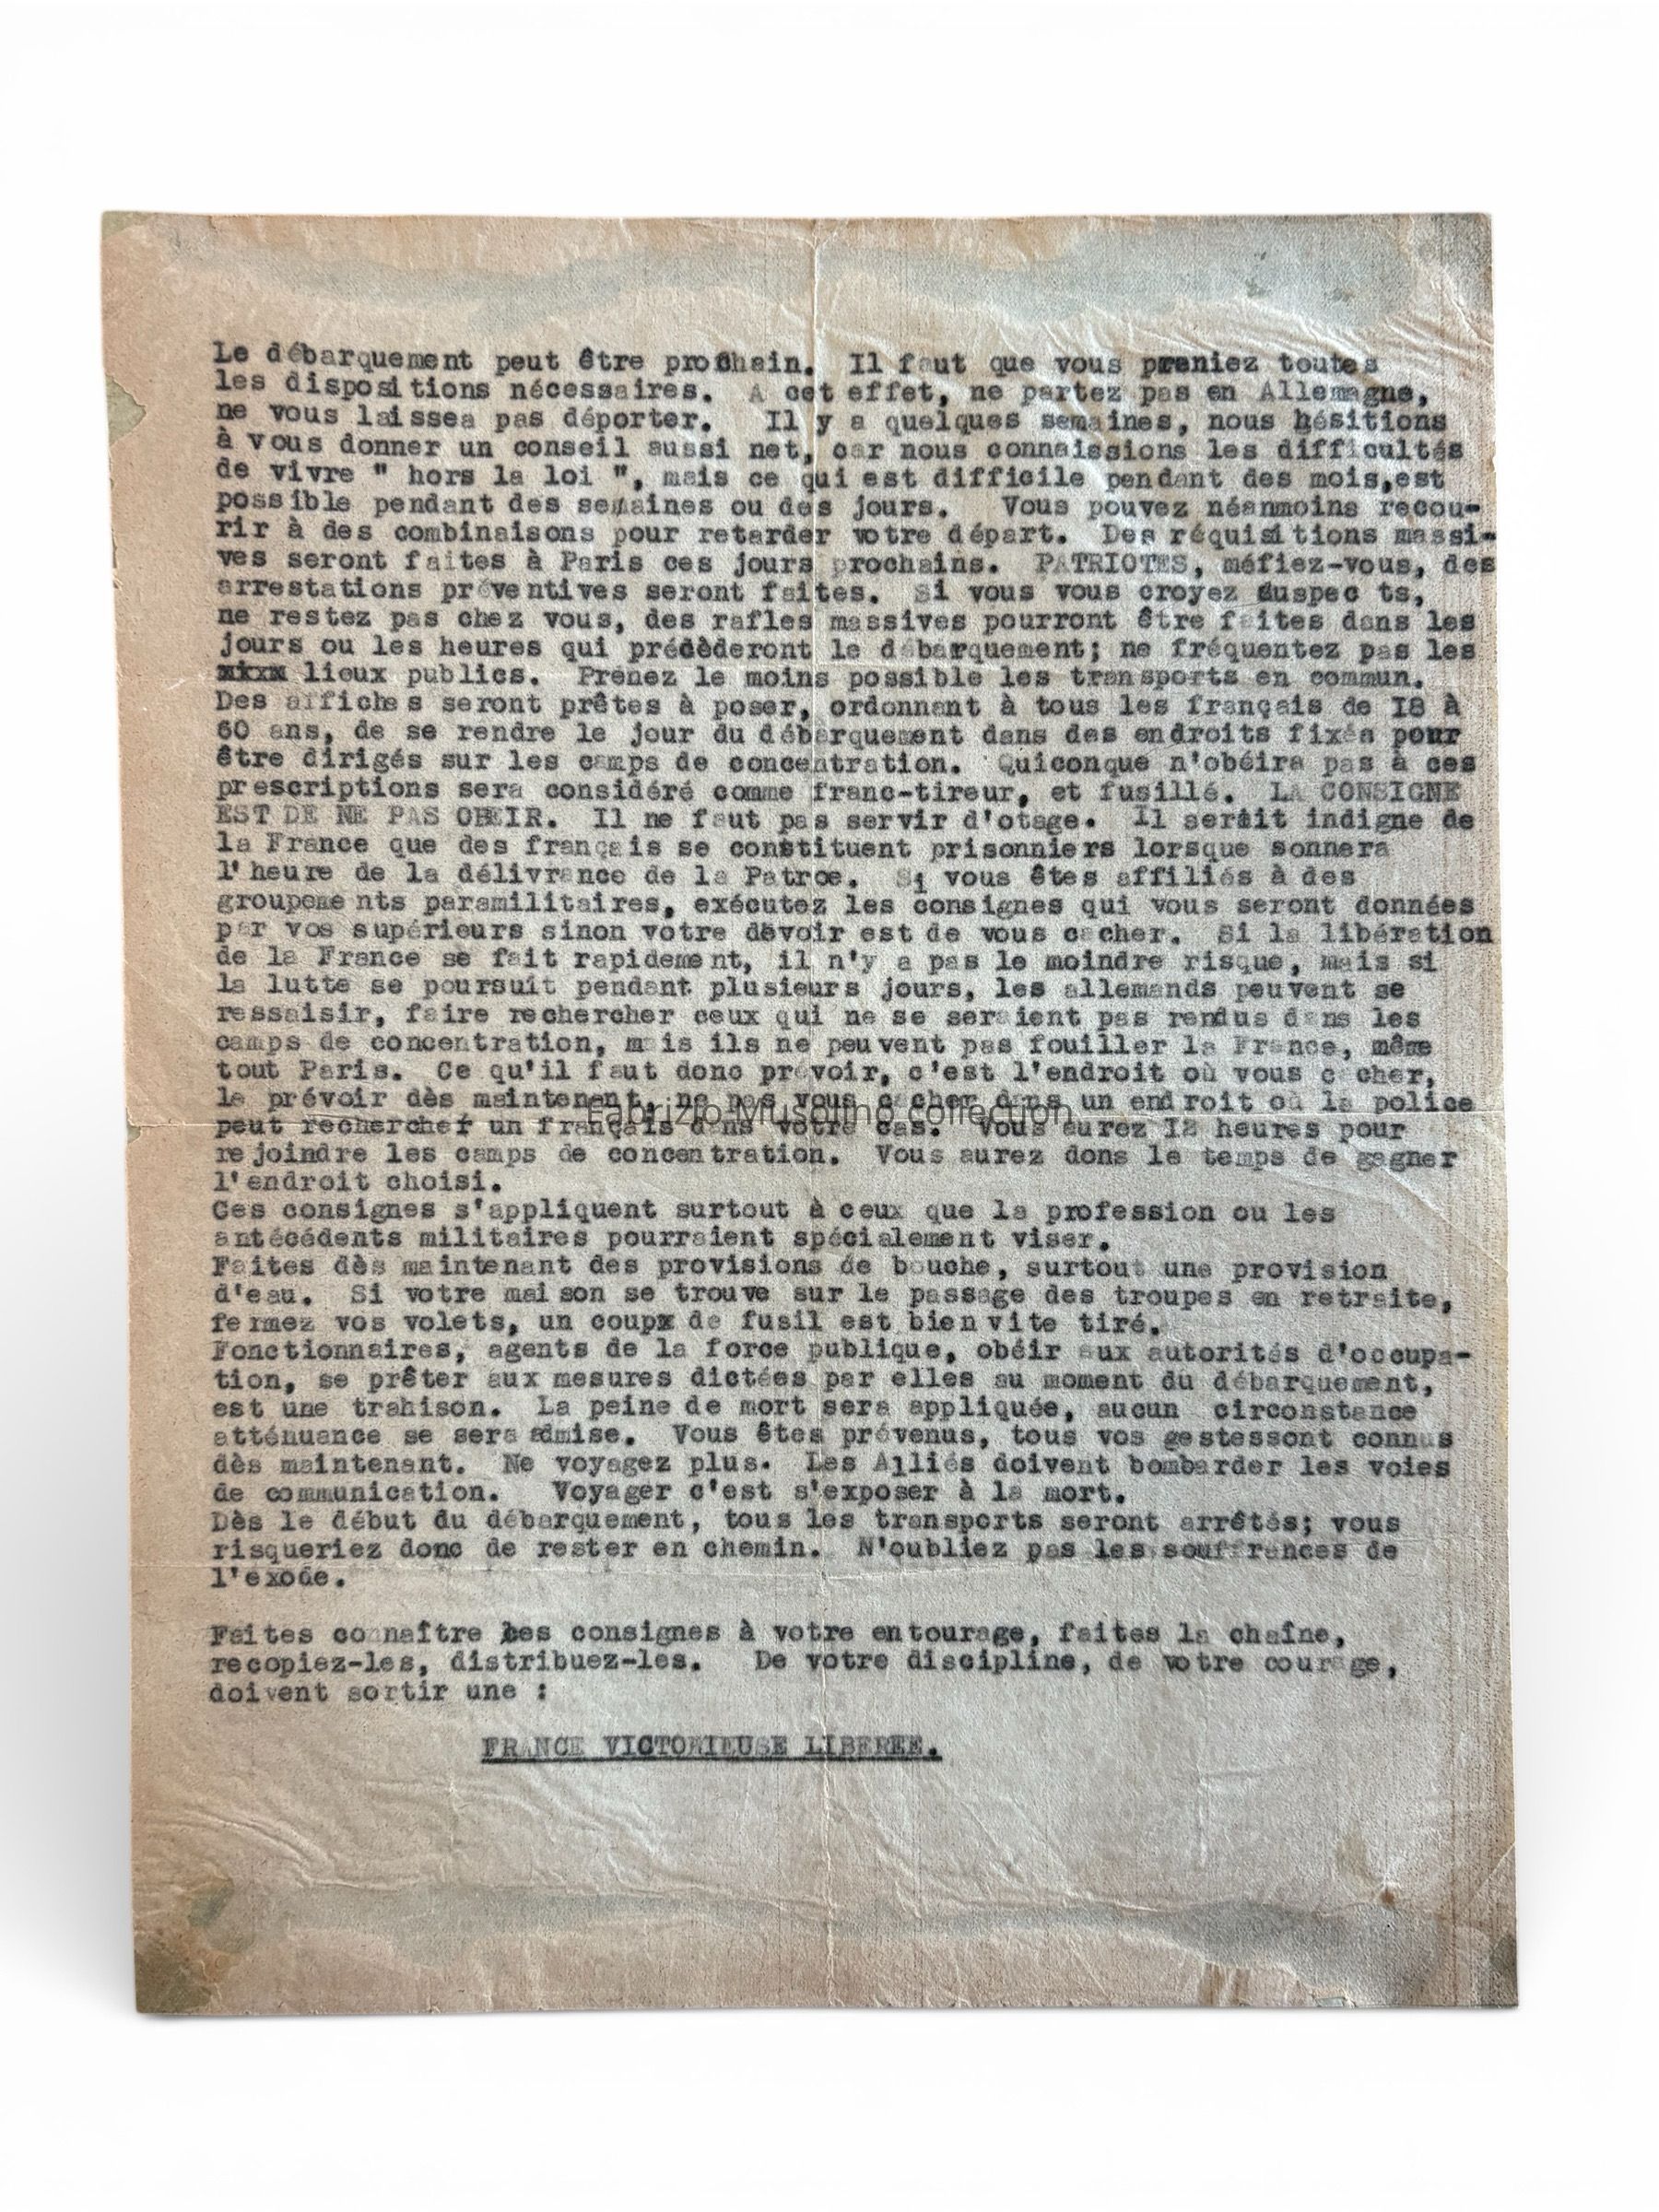 Le débarquement peut être prochain.  Il faut que vous preniez toutes
les dispositions nécessaires.  A cet effet, ne partez pas en Allemagne,
ne vous laissea pas déporter.   Il y a quelques semaines, nous hésitions
à vous donner un conseil aussi net, car nous connaissions les difficultés
de vivre " hors la loi ", mais ce qui est difficile pendant des mois,est
possible pendant des semaines ou des jours.   Vous pouvez néanmoins recou-
rir à des combinaisons pour retarder votre départ.  Des réquisitions massi-
ves seront faites à Paris ces jours prochains.  PATRIOTES, méfiez-vous, des
arrestations préventives seront faites.  Si vous vous croyez suspec ts,
ne restez pas chez vous, des rafles massives pourront être faites dans les
jours ou les heures qui précèderont le débarquement; ne fréquentez pas les
xixx lieux publics.  Prenez le moins possible les transports en commun.
Des affiches seront prêtes à poser, ordonnant à tous les français de I8 à
60 ans, de se rendre le jour du débarquement dans des endroits fixés pour
être dirigés sur les camps de concentration.  Quiconque n'obéira pas à ces
prescriptions sera considéré comme franc-tireur, et fusillé.  LA CONSIGNE
EST DE NE PAS OBEIR.  Il ne faut pas servir d'otage.  Il serait indigne de
la France que des français se constituent prisonniers lorsque sonnera
l'heure de la délivrance de la Patroe.  Si vous êtes affiliés à des
groupements paramilitaires, exécutez les consignes qui vous seront données
par vos supérieurs sinon votre devoir est de vous cacher.  Si la libération
de la France se fait rapidement, il n'y a pas le moindre risque, mais si
la lutte se poursuit pendant plusieurs jours, les allemands peuvent se
ressaisir, faire rechercher ceux qui ne se seraient pas rendus dans les
camps de concentration, mais ils ne peuvent pas fouiller la France, même
tout Paris.  Ce qu'il faut donc prévoir, c'est l'endroit où vous cacher,
le prévoir dès maintenant, ne pas vous cacher dans un endroit où la police
Fabrizio Musolino collection
peut rechercher un français dans votre cas.  Vous aurez I2 heures pour
rejoindre les camps de concentration.  Vous aurez dons le temps de gagner
l'endroit choisi.
Ces consignes s'appliquent surtout à ceux que la profession ou les
antécédents militaires pourraient spécialement viser.
Faites dès maintenant des provisions de bouche, surtout une provision
d'eau.  Si votre maison se trouve sur le passage des troupes en retraite,
fermez vos volets, un coupx de fusil est bien vite tiré.
Fonctionnaires, agents de la force publique, obéir aux autorités d'occupa-
tion, se prêter aux mesures dictées par elles au moment du débarquement,
est une trahison.  La peine de mort sera appliquée, aucun  circonstance
atténuance se sera admise.  Vous êtes prévenus, tous vos gestessont connus
dès maintenant.  Ne voyagez plus.  Les Alliés doivent bombarder les voies
de communication.   Voyager c'est s'exposer à la mort.
Dès le début du débarquement, tous les transports seront arrêtés; vous
risqueriez donc de rester en chemin.  N'oubliez pas les souffrances de
l'exode.
Faites connaître ces consignes à votre entourage, faites la chaîne,
recopiez-les, distribuez-les.   De votre discipline, de votre courage,
doivent sortir une :
FRANCE VICTORIEUSE LIBEREE.